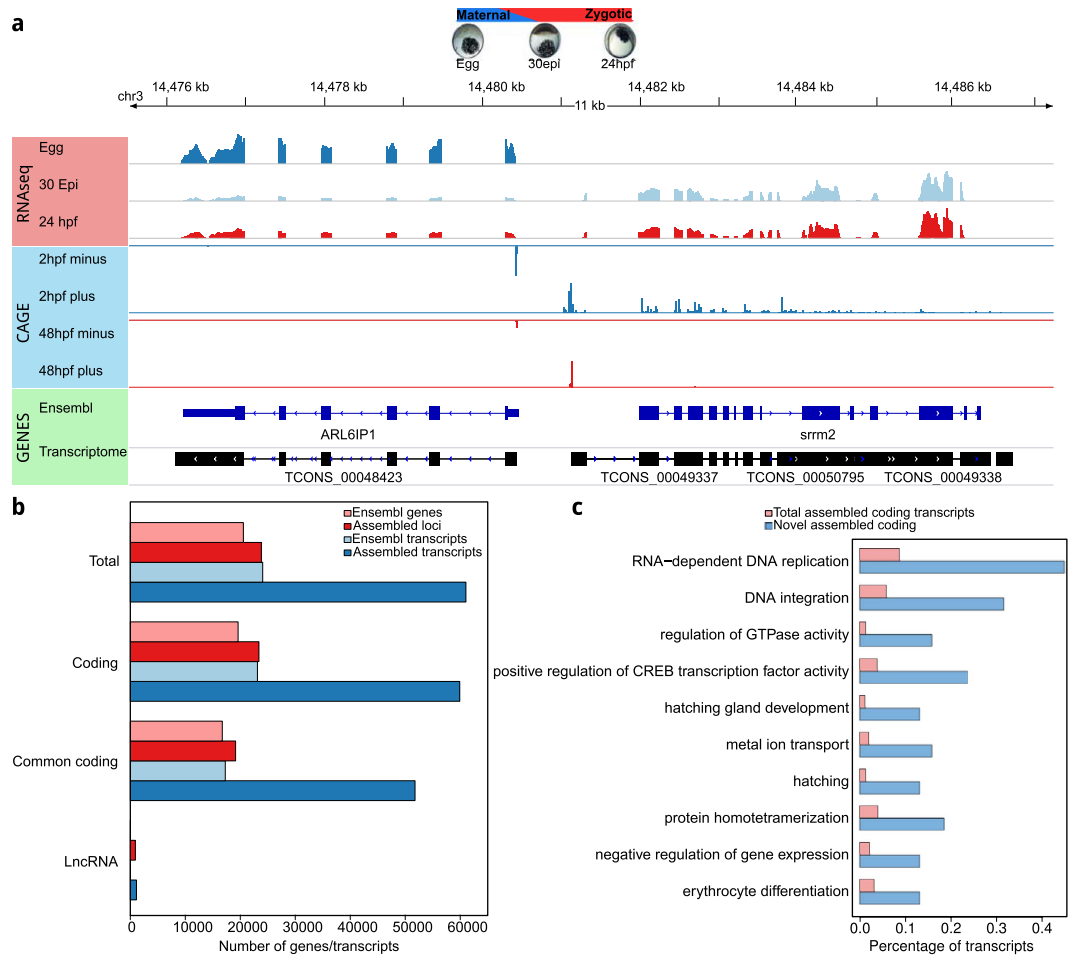 a
Maternal Zygotic
Egg 30epi 24hpf
chr3 14,476 kb 14,478 kb 14,480 kb 11 kb 14,482 kb 14,484 kb 14,486 kb
RNAseq
Egg
30 Epi
24 hpf
CAGE
2hpf minus
2hpf plus
48hpf minus
48hpf plus
GENES
Ensembl
ARL6IP1 srrm2
Transcriptome
TCONS_00048423 TCONS_00049337 TCONS_00050795 TCONS_00049338
b
Ensembl genes
Assembled loci
Ensembl transcripts
Assembled transcripts
Total
Coding
Common coding
LncRNA
0 10000 20000 30000 40000 50000 60000
Number of genes/transcripts
c
Total assembled coding transcripts
Novel assembled coding
RNA−dependent DNA replication
DNA integration
regulation of GTPase activity
positive regulation of CREB transcription factor activity
hatching gland development
metal ion transport
hatching
protein homotetramerization
negative regulation of gene expression
erythrocyte differentiation
0.0 0.1 0.2 0.3 0.4
Percentage of transcripts